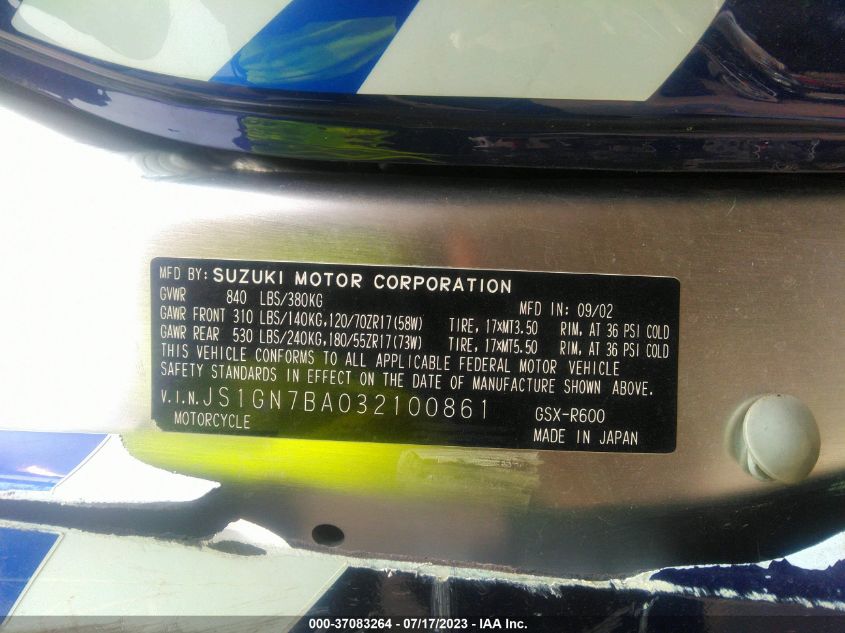 MFD BY: SUZUKI MOTOR CORPORATION
GVWR 840 LBS/380KG MFD IN: 09/02
GAWR FRONT 310 LBS/140KG,120/70ZR17(58W) TIRE, 17XMT3.50 RIM, AT 36 PSI COLD
GAWR REAR 530 LBS/240KG,180/55ZR17(73W) TIRE, 17XMT5.50 RIM, AT 36 PSI COLD
THIS VEHICLE CONFORMS TO ALL APPLICABLE FEDERAL MOTOR VEHICLE
SAFETY STANDARDS IN EFFECT ON THE DATE OF MANUFACTURE SHOWN ABOVE.
V.I.N. JS1GN7BA032100861 GSX-R600
MOTORCYCLE MADE IN JAPAN
000-37083264 - 07/17/2023 - IAA Inc.